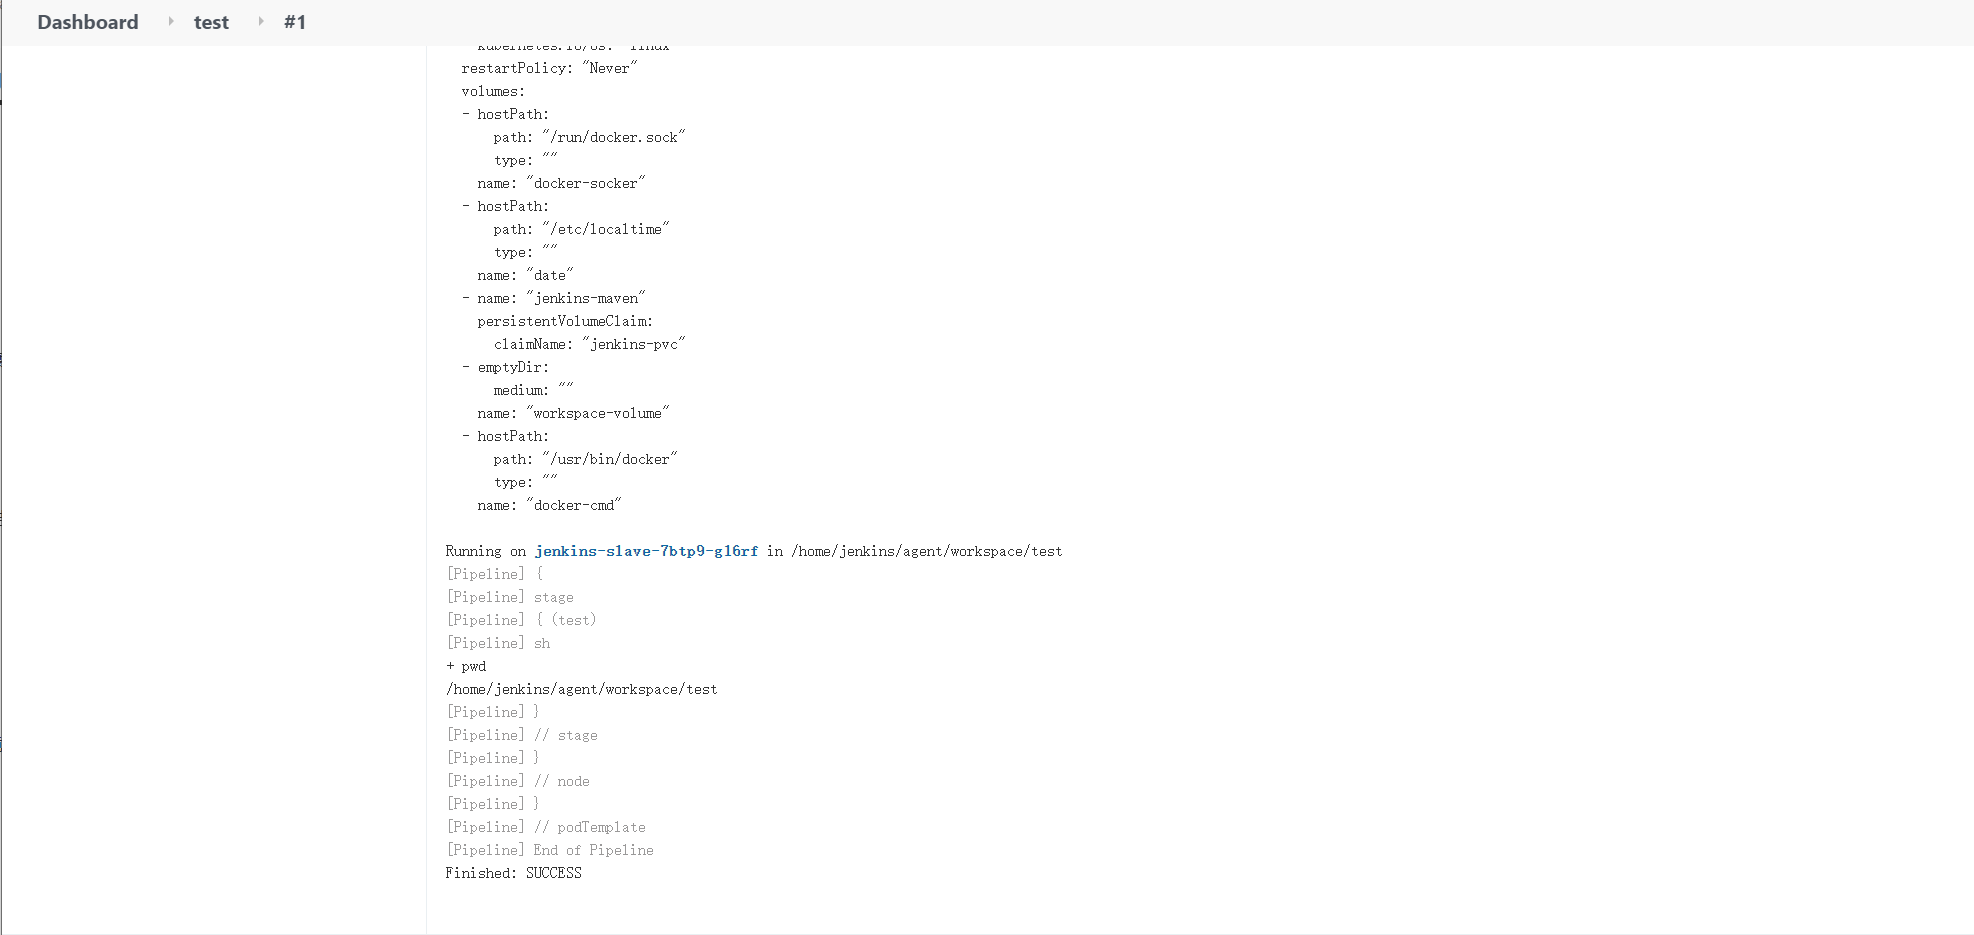 Dashboard test #1
kubernetes.io/os: "linux"
restartPolicy: "Never"
volumes:
- hostPath:
path: "/run/docker.sock"
type: ""
name: "docker-socker"
- hostPath:
path: "/etc/localtime"
type: ""
name: "date"
- name: "jenkins-maven"
persistentVolumeClaim:
claimName: "jenkins-pvc"
- emptyDir:
medium: ""
name: "workspace-volume"
- hostPath:
path: "/usr/bin/docker"
type: ""
name: "docker-cmd"
Running on jenkins-slave-7btp9-gl6rf in /home/jenkins/agent/workspace/test
[Pipeline] {
[Pipeline] stage
[Pipeline] { (test)
[Pipeline] sh
+ pwd
/home/jenkins/agent/workspace/test
[Pipeline] }
[Pipeline] // stage
[Pipeline] }
[Pipeline] // node
[Pipeline] }
[Pipeline] // podTemplate
[Pipeline] End of Pipeline
Finished: SUCCESS